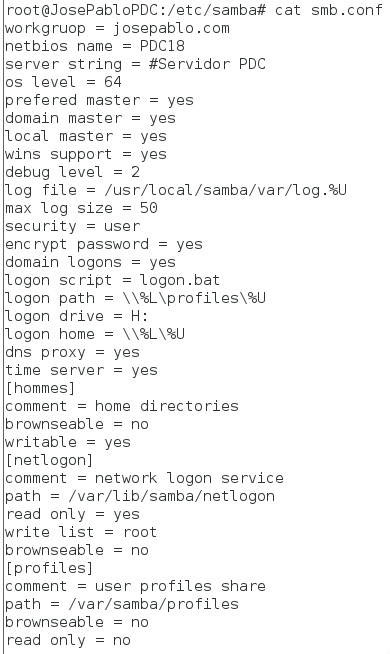 root@JosePabloPDC:/etc/samba# cat smb.conf
workgruop = josepablo.com
netbios name = PDC18
server string = #Servidor PDC
os level = 64
prefered master = yes
domain master = yes
local master = yes
wins support = yes
debug level = 2
log file = /usr/local/samba/var/log.%U
max log size = 50
security = user
encrypt password = yes
domain logons = yes
logon script = logon.bat
logon path = \\%L\profiles\%U
logon drive = H:
logon home = \\%L\%U
dns proxy = yes
time server = yes
[hommes]
comment = home directories
brownseable = no
writable = yes
[netlogon]
comment = network logon service
path = /var/lib/samba/netlogon
read only = yes
write list = root
brownseable = no
[profiles]
comment = user profiles share
path = /var/samba/profiles
brownseable = no
read only = no